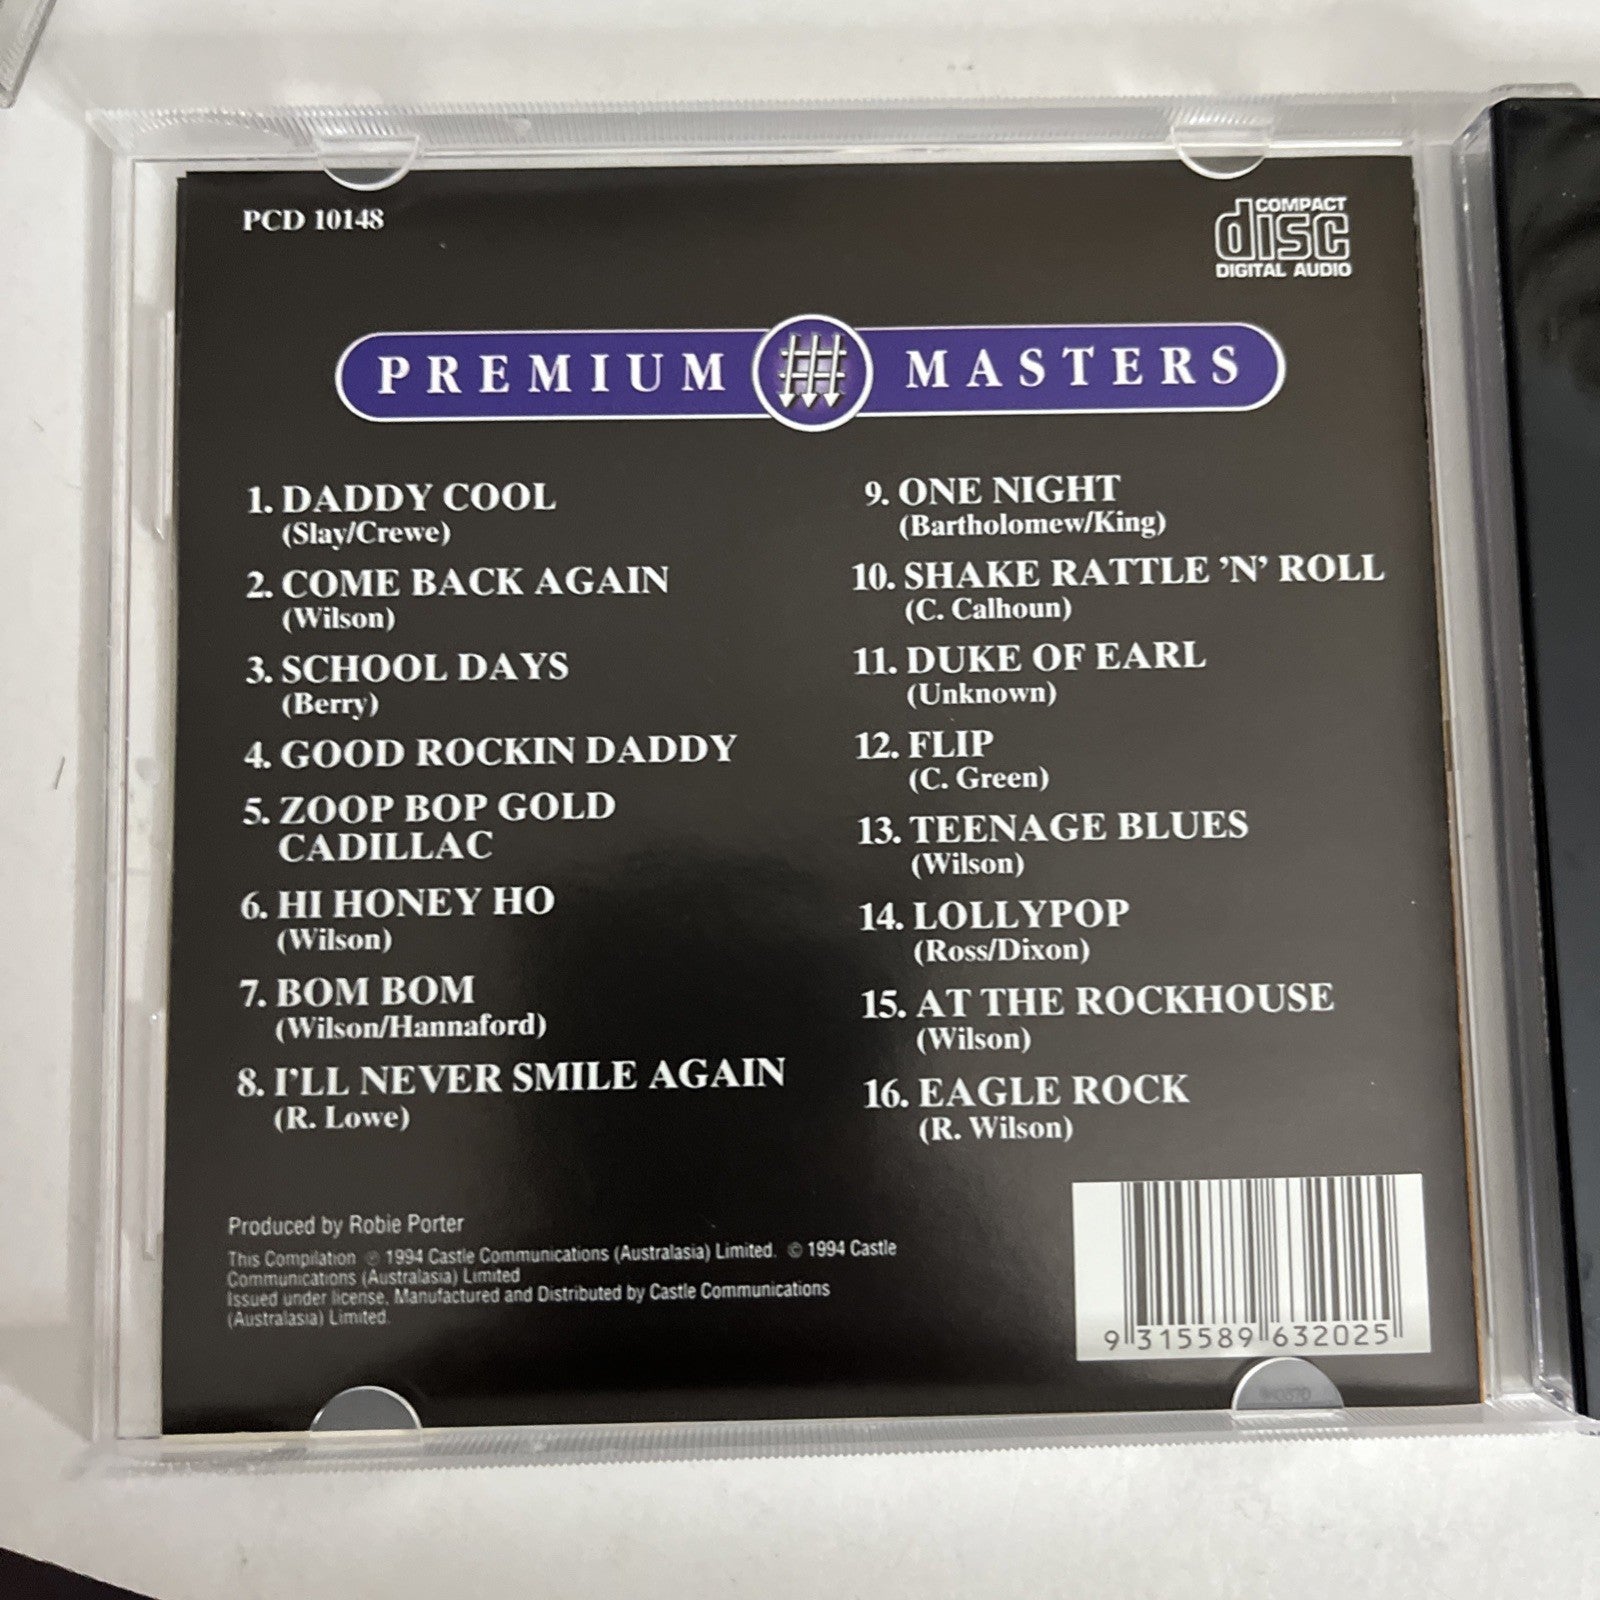 PCD 10148
COMPACT
disc
DIGITAL AUDIO
PREMIUM MASTERS
1. DADDY COOL
(Slay/Crewe)
2. COME BACK AGAIN
(Wilson)
3. SCHOOL DAYS
(Berry)
4. GOOD ROCKIN DADDY
5. ZOOP BOP GOLD
CADILLAC
6. HI HONEY HO
(Wilson)
7. BOM BOM
(Wilson/Hannaford)
8. I'LL NEVER SMILE AGAIN
(R. Lowe)
9. ONE NIGHT
(Bartholomew/King)
10. SHAKE RATTLE 'N' ROLL
(C. Calhoun)
11. DUKE OF EARL
(Unknown)
12. FLIP
(C. Green)
13. TEENAGE BLUES
(Wilson)
14. LOLLYPOP
(Ross/Dixon)
15. AT THE ROCKHOUSE
(Wilson)
16. EAGLE ROCK
(R. Wilson)
Produced by Robie Porter
This Compilation ℗ 1994 Castle Communications (Australasia) Limited. © 1994 Castle
Communications (Australasia) Limited
Issued under license, Manufactured and Distributed by Castle Communications
(Australasia) Limited.
9 315589 632025